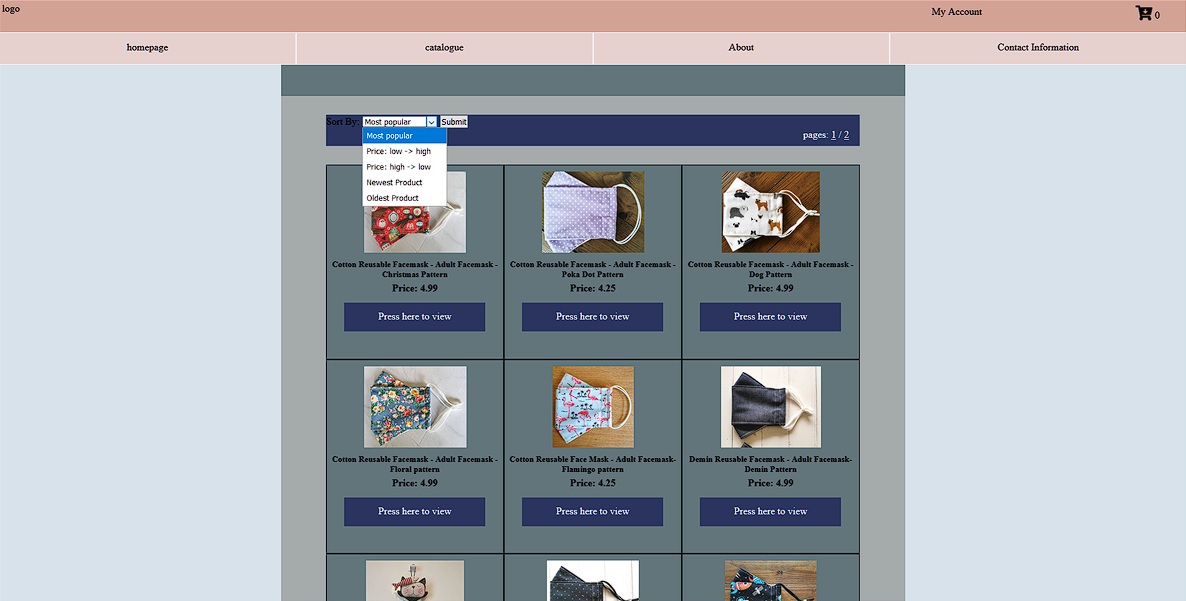 logo
My Account
0
homepage
catalogue
About
Contact Information
Sort By: Most popular Submit
pages: 1 / 2
Most popular
Price: low -> high
Price: high -> low
Newest Product
Oldest Product
Cotton Reusable Facemask - Adult Facemask -
Christmas Pattern
Price: 4.99
Press here to view
Cotton Reusable Facemask - Adult Facemask -
Poka Dot Pattern
Price: 4.25
Press here to view
Cotton Reusable Facemask - Adult Facemask -
Dog Pattern
Price: 4.99
Press here to view
Cotton Reusable Facemask - Adult Facemask -
Floral pattern
Price: 4.99
Press here to view
Cotton Reusable Face Mask - Adult Facemask-
Flamingo pattern
Price: 4.25
Press here to view
Demin Reusable Facemask - Adult Facemask-
Demin Pattern
Price: 4.99
Press here to view